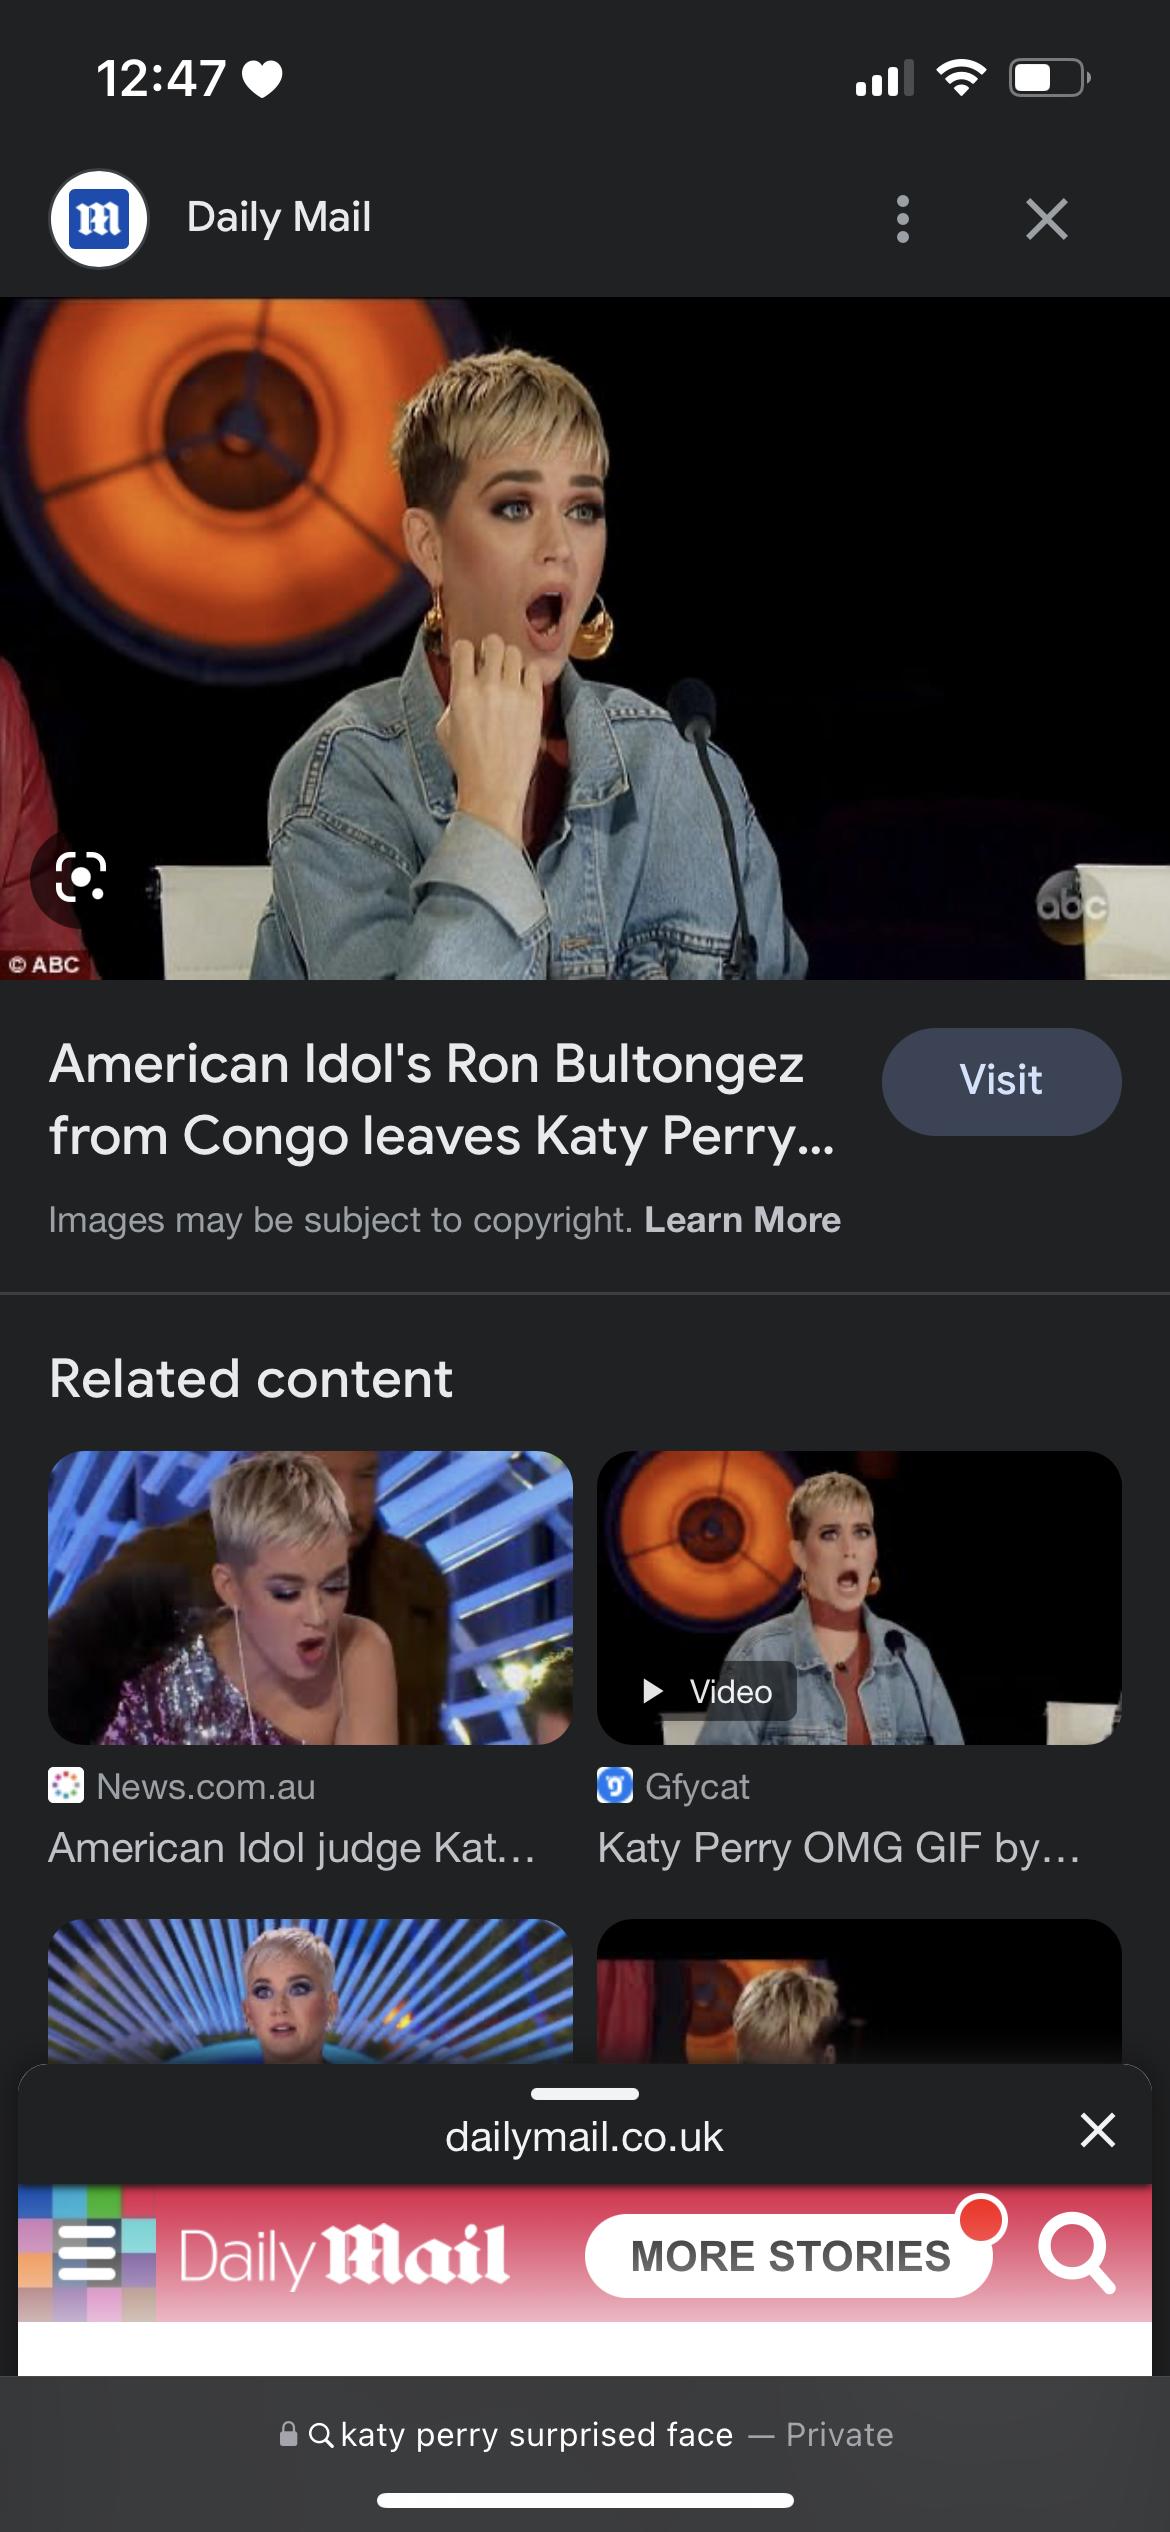 12:47
Daily Mail
abc
© ABC
American Idol's Ron Bultongez
from Congo leaves Katy Perry...
Visit
Images may be subject to copyright. Learn More
Related content
Video
News.com.au
American Idol judge Kat...
Gfycat
Katy Perry OMG GIF by...
dailymail.co.uk
Daily Mail
MORE STORIES
katy perry surprised face — Private